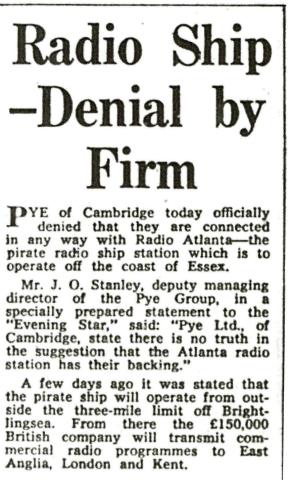 Radio Ship
—Denial by
Firm
PYE of Cambridge today officially
denied that they are connected
in any way with Radio Atlanta—the
pirate radio ship station which is to
operate off the coast of Essex.
Mr. J. O. Stanley, deputy managing
director of the Pye Group, in a
specially prepared statement to the
"Evening Star," said: "Pye Ltd., of
Cambridge, state there is no truth in
the suggestion that the Atlanta radio
station has their backing."
A few days ago it was stated that
the pirate ship will operate from out-
side the three-mile limit off Bright-
lingsea. From there the £150,000
British company will transmit com-
mercial radio programmes to East
Anglia, London and Kent.